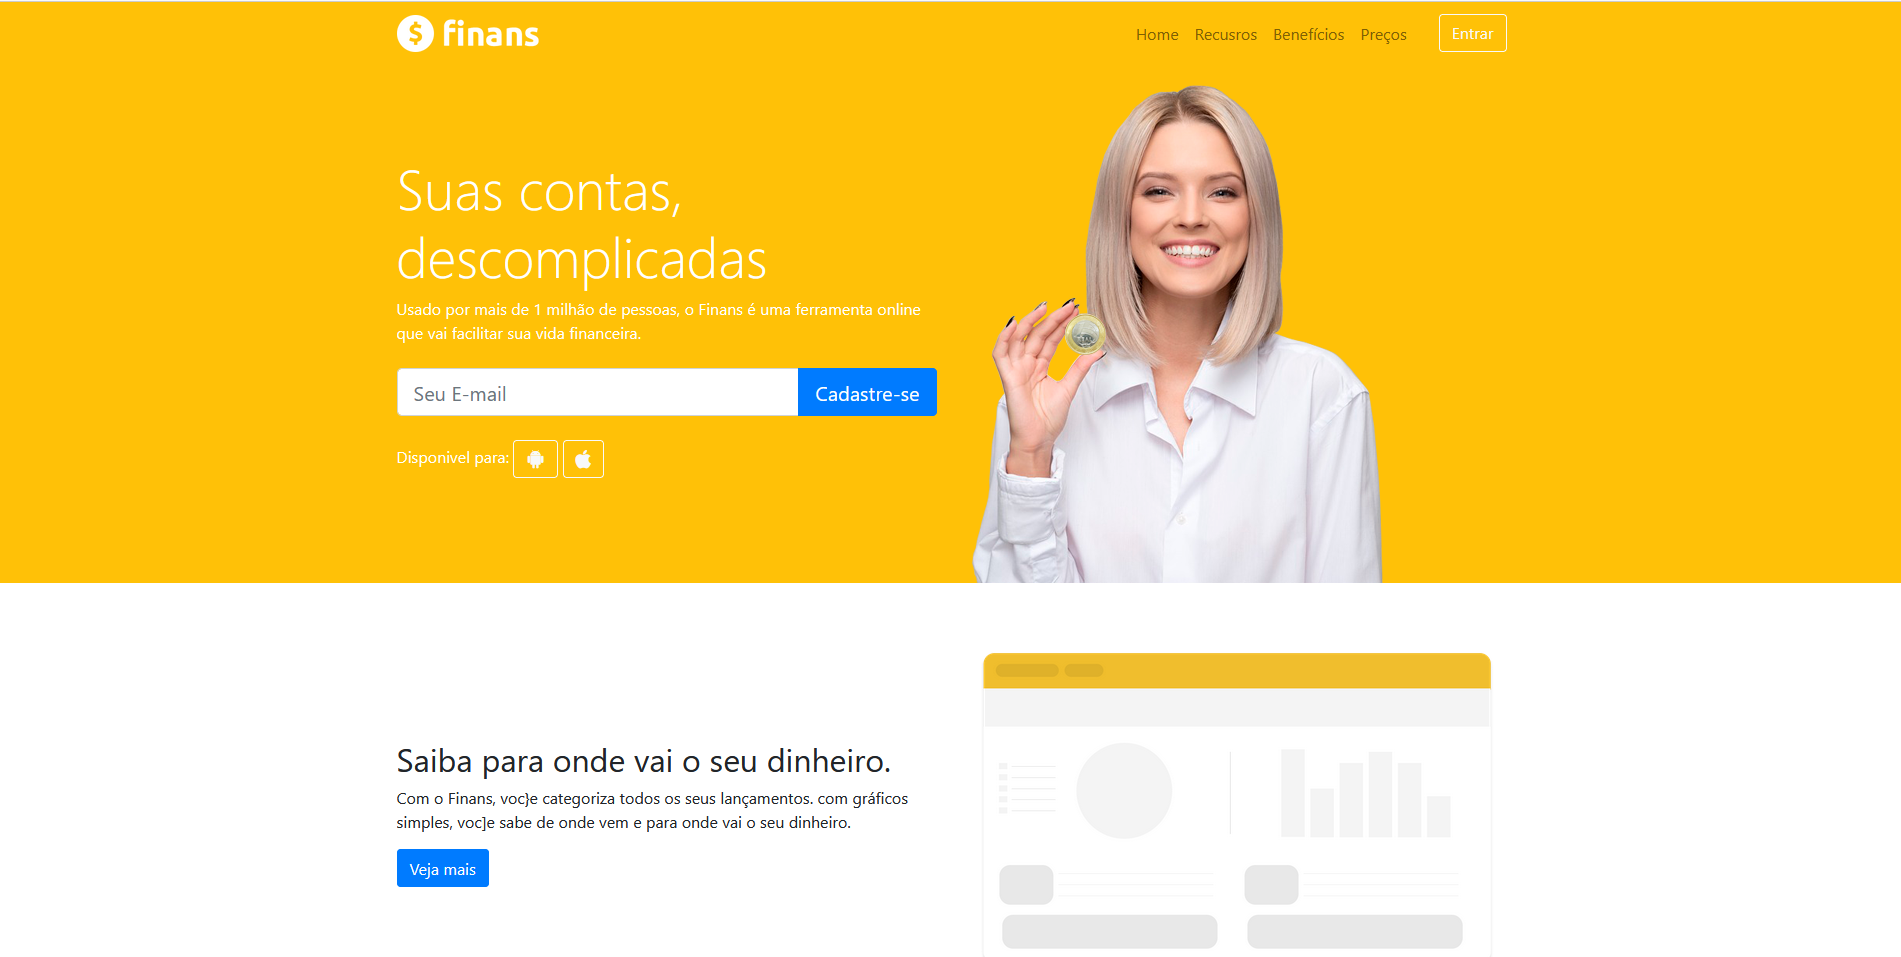 finans
Home Recusros Benefícios Preços Entrar
Suas contas,
descomplicadas
Usado por mais de 1 milhão de pessoas, o Finans é uma ferramenta online
que vai facilitar sua vida financeira.
Seu E-mail Cadastre-se
Disponivel para:
Saiba para onde vai o seu dinheiro.
Com o Finans, voc}e categoriza todos os seus lançamentos. com gráficos
simples, voc]e sabe de onde vem e para onde vai o seu dinheiro.
Veja mais